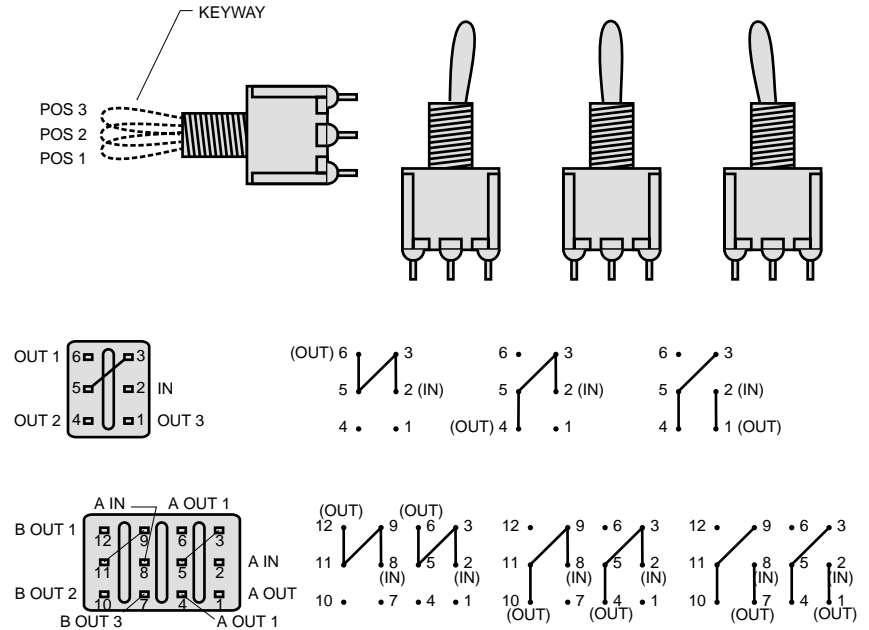 KEYWAY
POS 3
POS 2
POS 1
OUT 1 6 3
5 2 IN
OUT 2 4 1 OUT 3
(OUT) 6 3
5 2 (IN)
4 1
6 3
5 2 (IN)
(OUT) 4 1
6 3
5 2 (IN)
4 1 (OUT)
A IN A OUT 1
B OUT 1 12 9 6 3
11 8 5 2 A IN
B OUT 2 10 7 4 1 A OUT
B OUT 3 A OUT 1
(OUT) (OUT)
12 9 6 3
11 8 5 2
(IN) (IN)
10 7 4 1
12 9 6 3
11 8 5 2
(IN) (IN)
10 7 4 1
(OUT) (OUT)
12 9 6 3
11 8 5 2
(IN) (IN)
10 7 4 1
(OUT) (OUT)